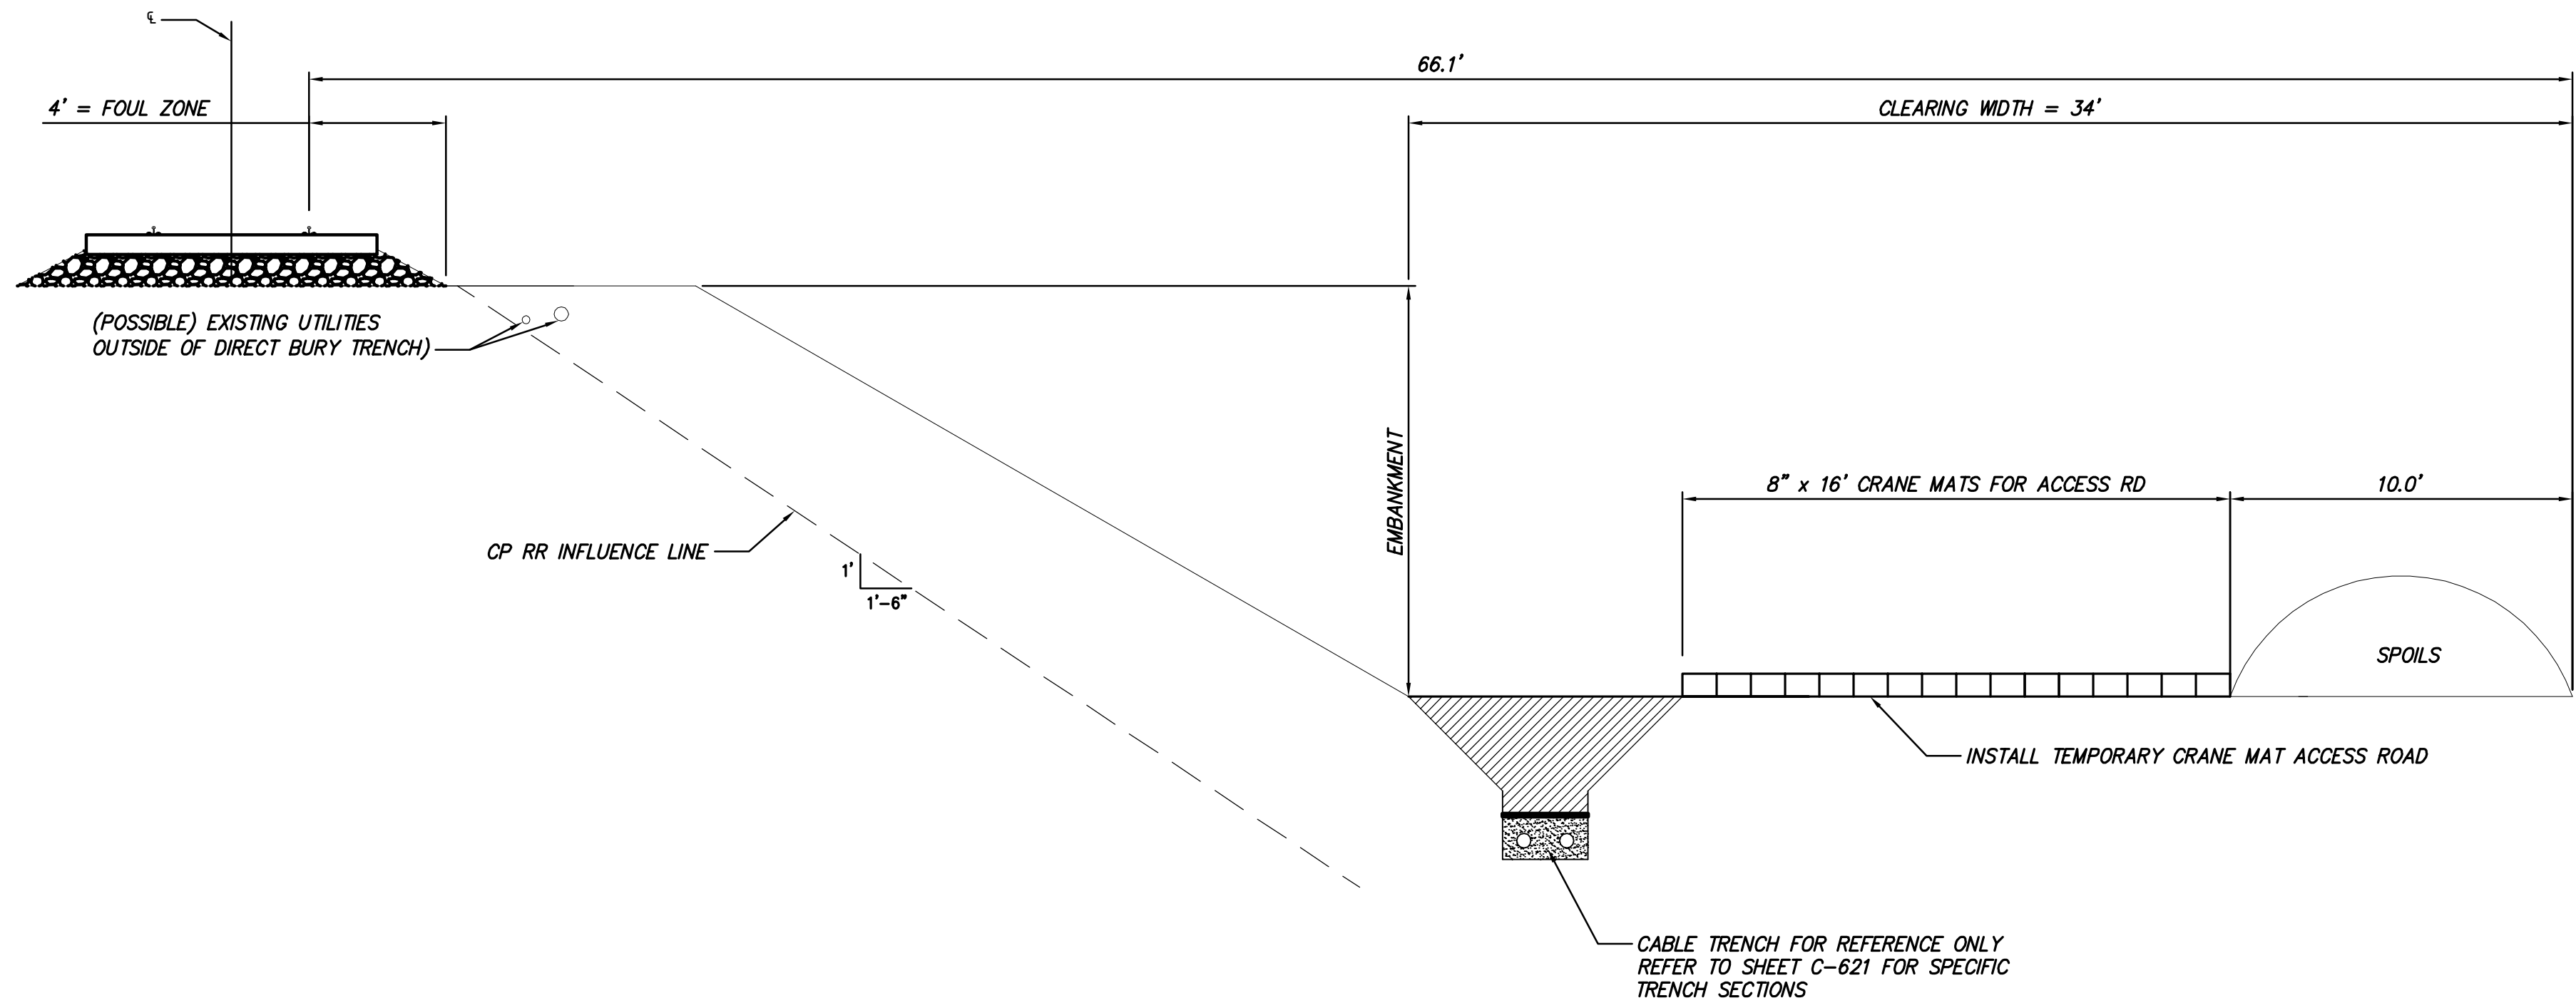 ℄
66.1'
4' = FOUL ZONE
CLEARING WIDTH = 34'
(POSSIBLE) EXISTING UTILITIES
OUTSIDE OF DIRECT BURY TRENCH)
EMBANKMENT
8" x 16' CRANE MATS FOR ACCESS RD
10.0'
CP RR INFLUENCE LINE
1'
1'-6"
SPOILS
INSTALL TEMPORARY CRANE MAT ACCESS ROAD
CABLE TRENCH FOR REFERENCE ONLY
REFER TO SHEET C-621 FOR SPECIFIC
TRENCH SECTIONS